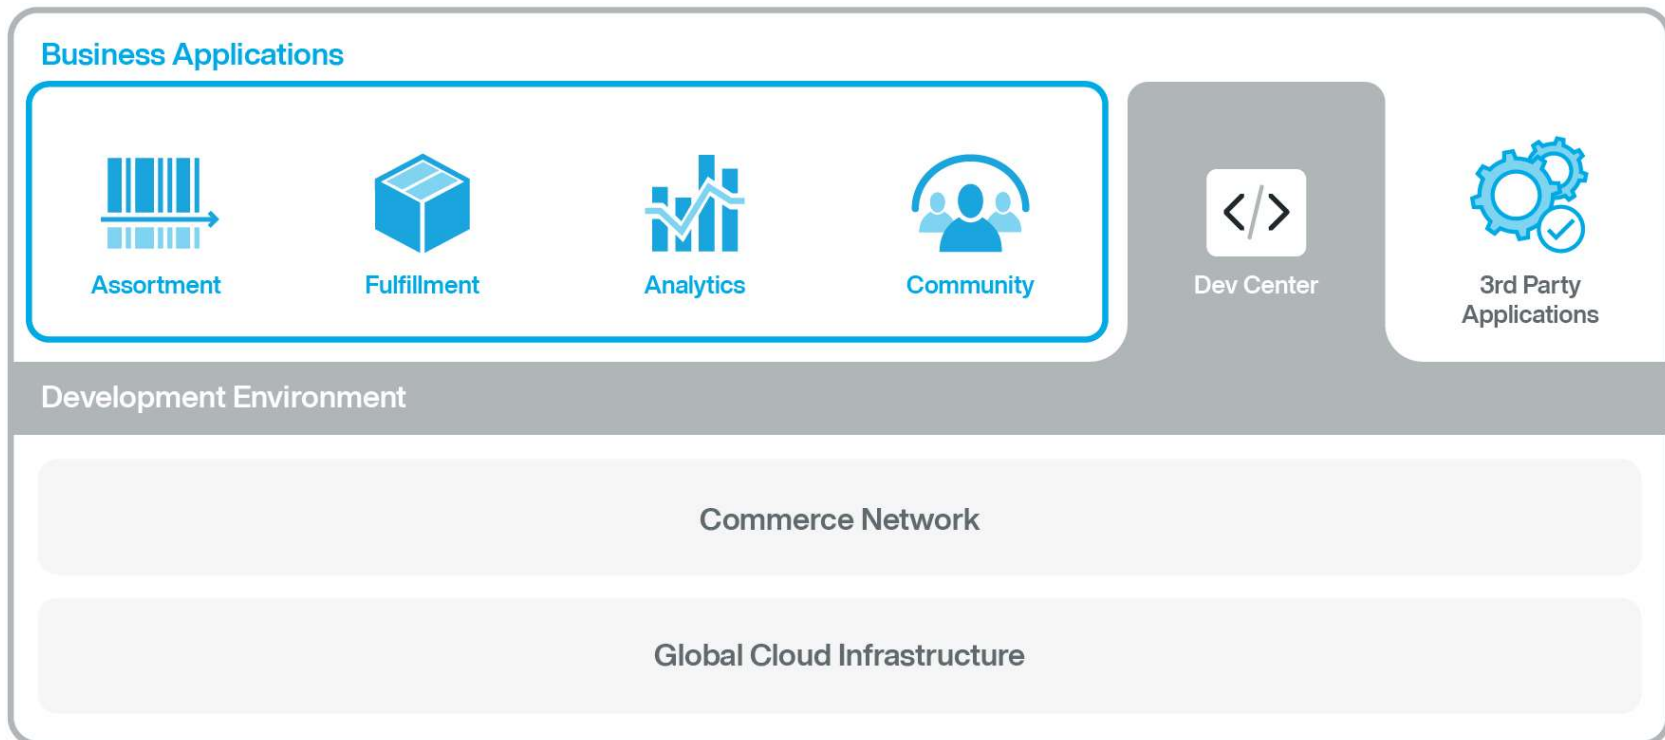 Business Applications
Assortment
Fulfillment
Analytics
Community
Dev Center
3rd Party
Applications
Development Environment
Commerce Network
Global Cloud Infrastructure